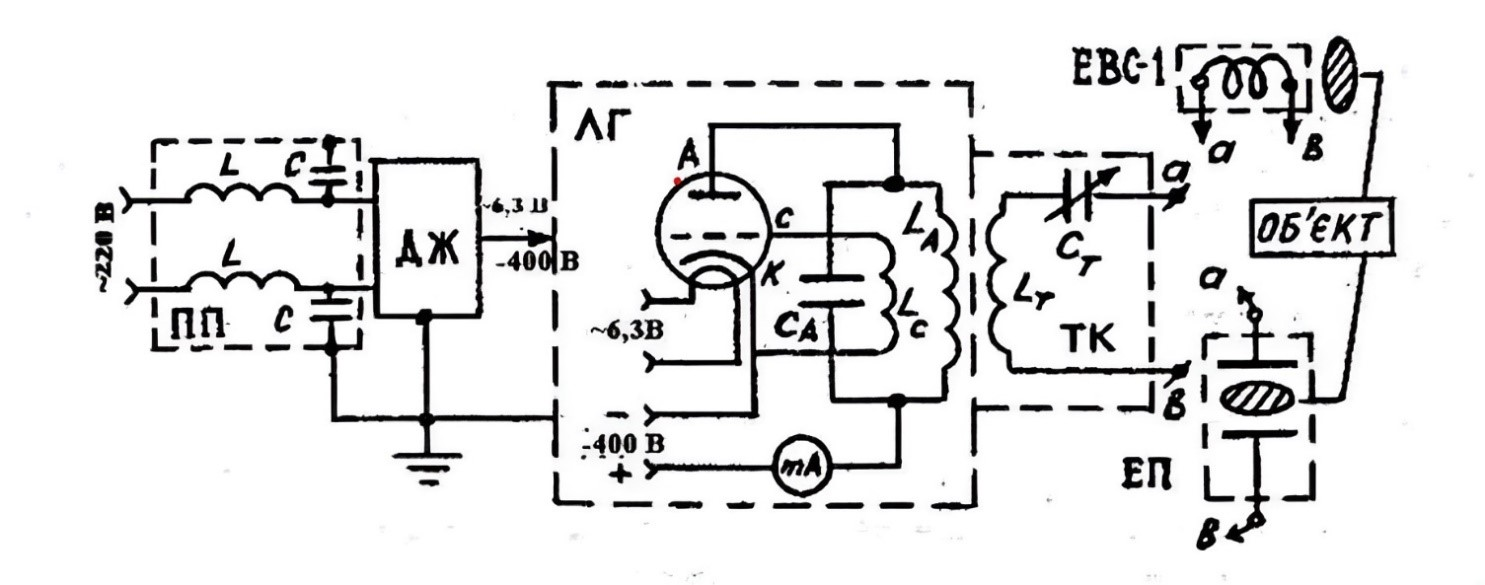 ~220 В
L
C
L
C
ПП
ДЖ
~6,3 В
-400 В
ЛГ
A
C
K
~6,3В
-
-400 В
+
mA
C_A
L_C
L_A
L_T
C_T
ТК
a
в
ЕВС-1
a
в
ОБ'ЄКТ
a
ЕП
в